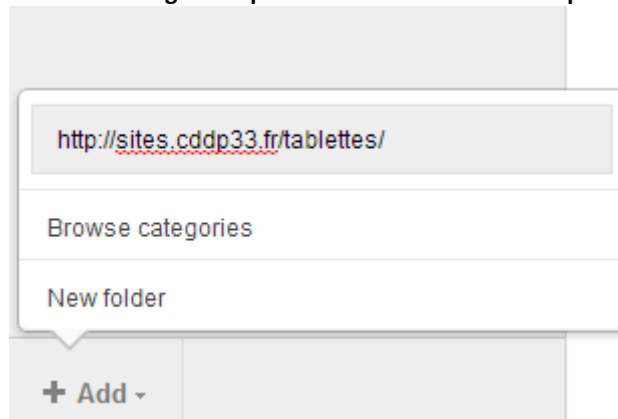 http://sites.cddp33.fr/tablettes/
Browse categories
New folder
+ Add